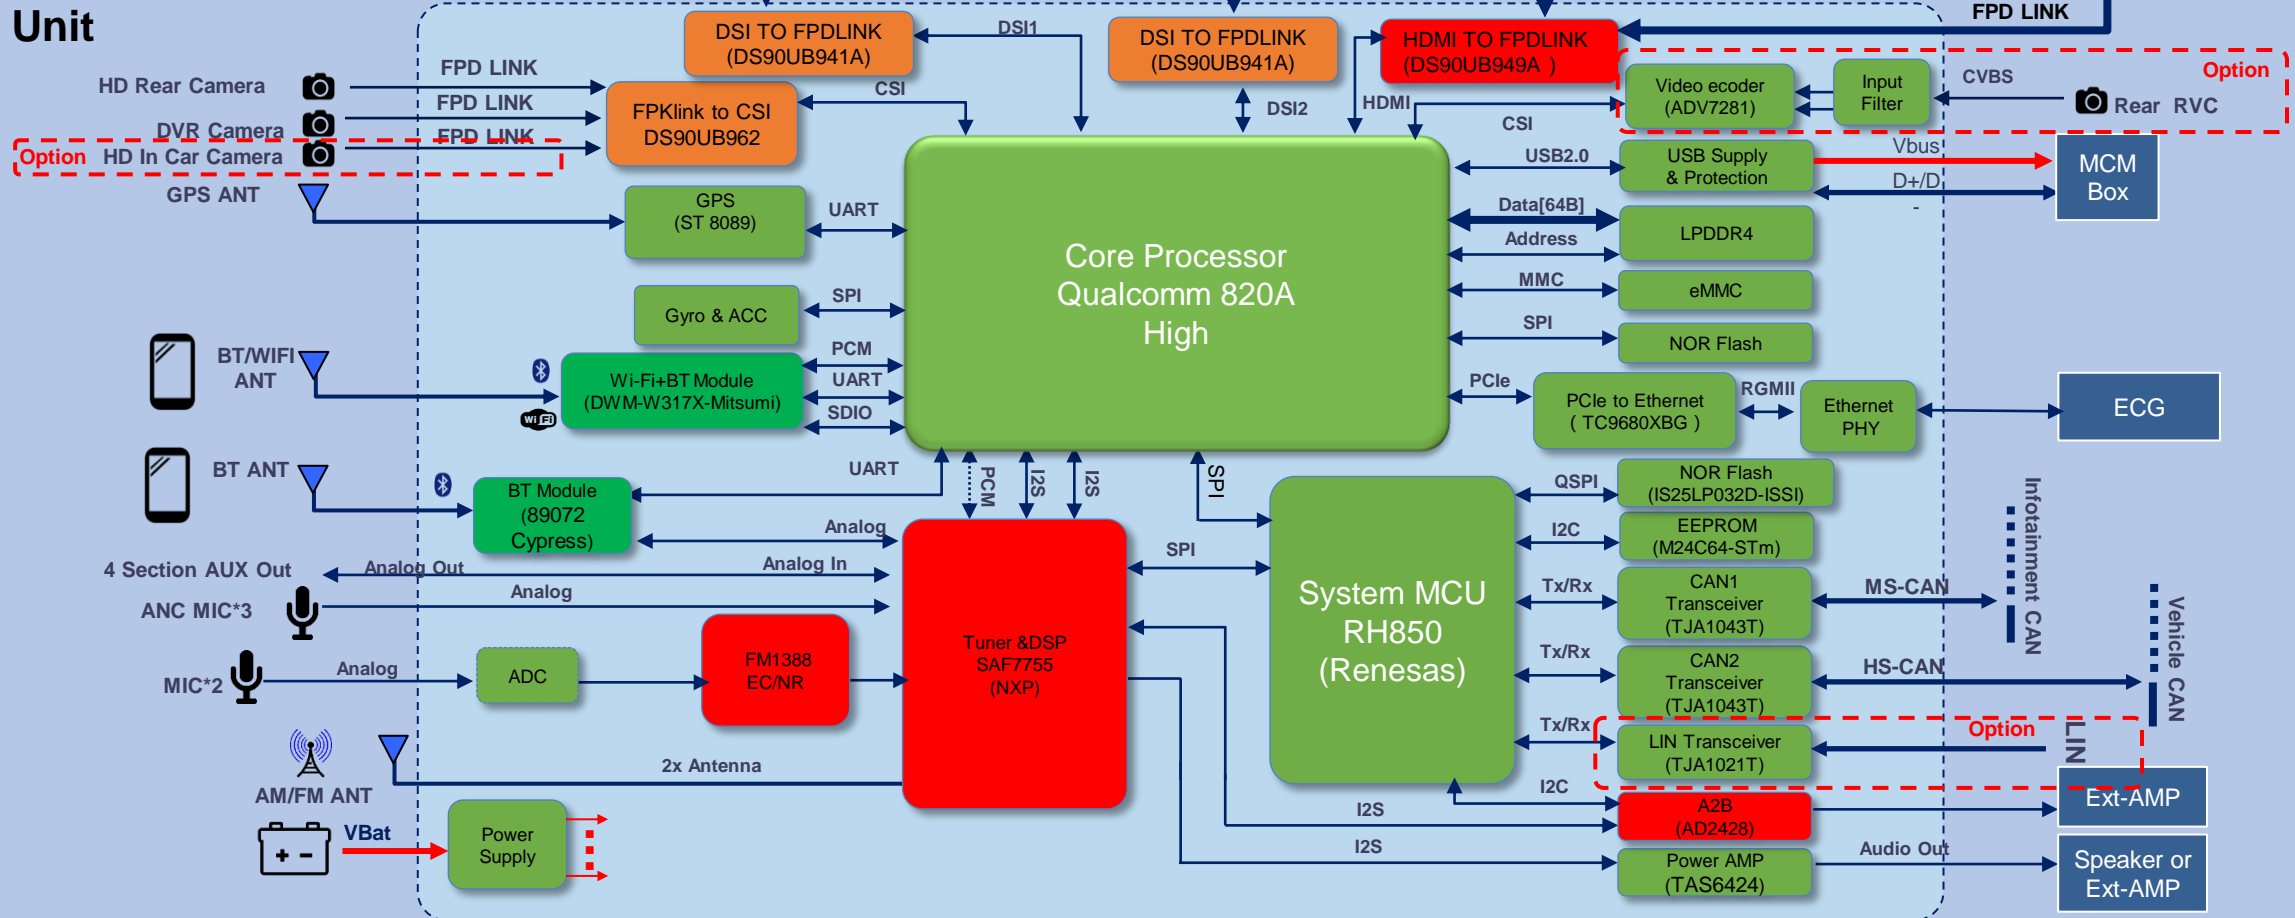 Unit
FPD LINK
DSI TO FPDLINK
(DS90UB941A)
DSI1
DSI TO FPDLINK
(DS90UB941A)
DSI2
HDMI TO FPDLINK
(DS90UB949A )
HDMI
Option
Video ecoder
(ADV7281)
Input
Filter
CVBS
Rear RVC
CSI
HD Rear Camera
FPD LINK
DVR Camera
FPD LINK
Option
HD In Car Camera
FPD LINK
FPKlink to CSI
DS90UB962
CSI
USB2.0
USB Supply
& Protection
Vbus
D+/D
-
MCM
Box
GPS ANT
GPS
(ST 8089)
UART
Core Processor
Qualcomm 820A
High
Data[64B]
Address
LPDDR4
MMC
eMMC
SPI
NOR Flash
Gyro & ACC
SPI
BT/WIFI
ANT
Wi Fi
Wi-Fi+BT Module
(DWM-W317X-Mitsumi)
PCM
UART
SDIO
PCIe
PCIe to Ethernet
( TC9680XBG )
RGMII
Ethernet
PHY
ECG
BT ANT
BT Module
(89072
Cypress)
UART
Analog
PCM
I2S
I2S
SPI
4 Section AUX Out
Analog Out
Analog In
ANC MIC*3
Analog
MIC*2
Analog
ADC
FM1388
EC/NR
Tuner &DSP
SAF7755
(NXP)
SPI
System MCU
RH850
(Renesas)
QSPI
NOR Flash
(IS25LP032D-ISSI)
I2C
EEPROM
(M24C64-STm)
Tx/Rx
CAN1
Transceiver
(TJA1043T)
MS-CAN
Infotainment CAN
Tx/Rx
CAN2
Transceiver
(TJA1043T)
HS-CAN
Vehicle CAN
Tx/Rx
LIN Transceiver
(TJA1021T)
Option
LIN
AM/FM ANT
2x Antenna
VBat
Power
Supply
I2C
I2S
A2B
(AD2428)
Ext-AMP
I2S
Power AMP
(TAS6424)
Audio Out
Speaker or
Ext-AMP